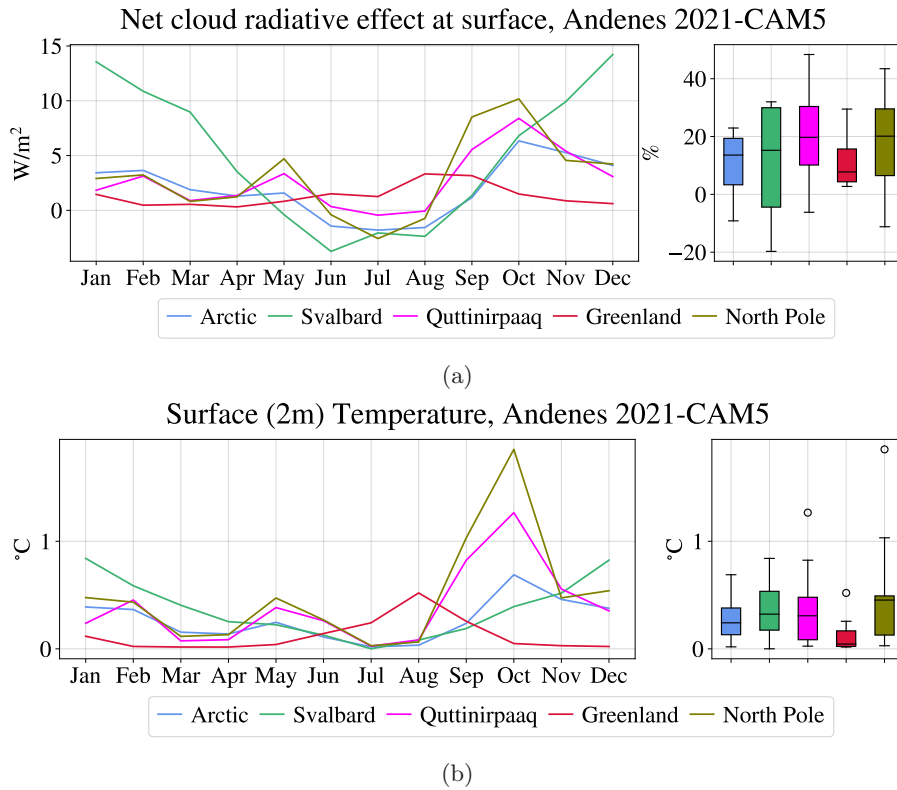 Net cloud radiative effect at surface, Andenes 2021-CAM5
15
10
5
0
W/m²
Jan Feb Mar Apr May Jun Jul Aug Sep Oct Nov Dec
40
20
0
−20
%
Arctic Svalbard Quttinirpaaq Greenland North Pole
(a)
Surface (2m) Temperature, Andenes 2021-CAM5
1
0
°C
Jan Feb Mar Apr May Jun Jul Aug Sep Oct Nov Dec
1
0
°C
Arctic Svalbard Quttinirpaaq Greenland North Pole
(b)